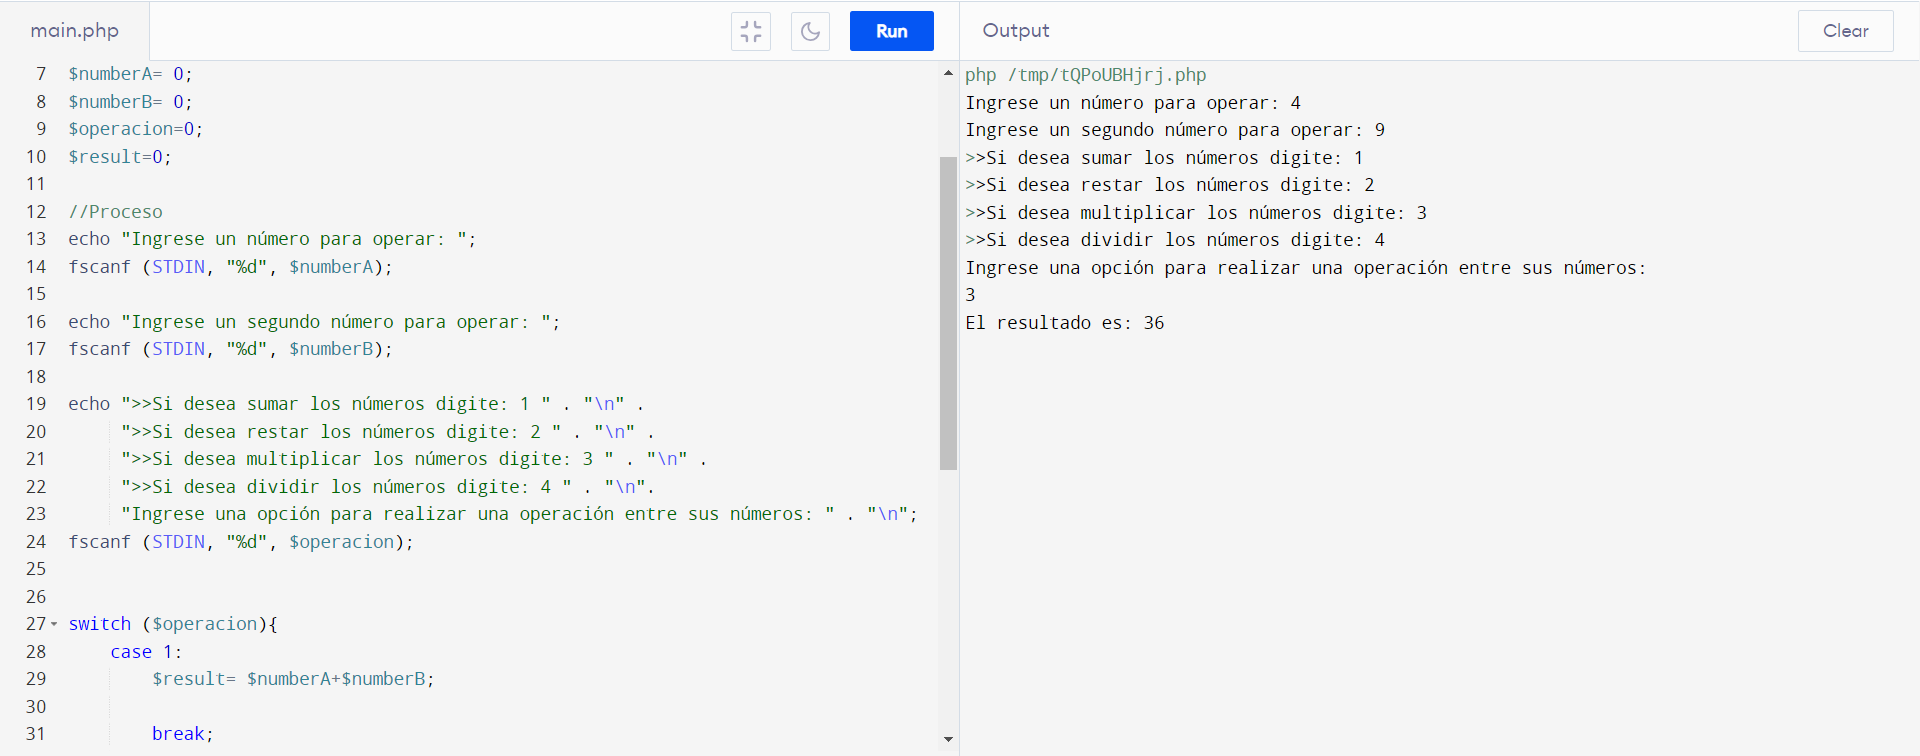 main.php
Run
7 $numberA= 0;
8 $numberB= 0;
9 $operacion=0;
10 $result=0;
11
12 //Proceso
13 echo "Ingrese un número para operar: ";
14 fscanf (STDIN, "%d", $numberA);
15
16 echo "Ingrese un segundo número para operar: ";
17 fscanf (STDIN, "%d", $numberB);
18
19 echo ">>Si desea sumar los números digite: 1 " . "\n" .
20 ">>Si desea restar los números digite: 2 " . "\n" .
21 ">>Si desea multiplicar los números digite: 3 " . "\n" .
22 ">>Si desea dividir los números digite: 4 " . "\n".
23 "Ingrese una opción para realizar una operación entre sus números: " . "\n";
24 fscanf (STDIN, "%d", $operacion);
25
26
27 switch ($operacion){
28 case 1:
29 $result= $numberA+$numberB;
30
31 break;
Output
Clear
php /tmp/tQPoUBHjrj.php
Ingrese un número para operar: 4
Ingrese un segundo número para operar: 9
>>Si desea sumar los números digite: 1
>>Si desea restar los números digite: 2
>>Si desea multiplicar los números digite: 3
>>Si desea dividir los números digite: 4
Ingrese una opción para realizar una operación entre sus números:
3
El resultado es: 36